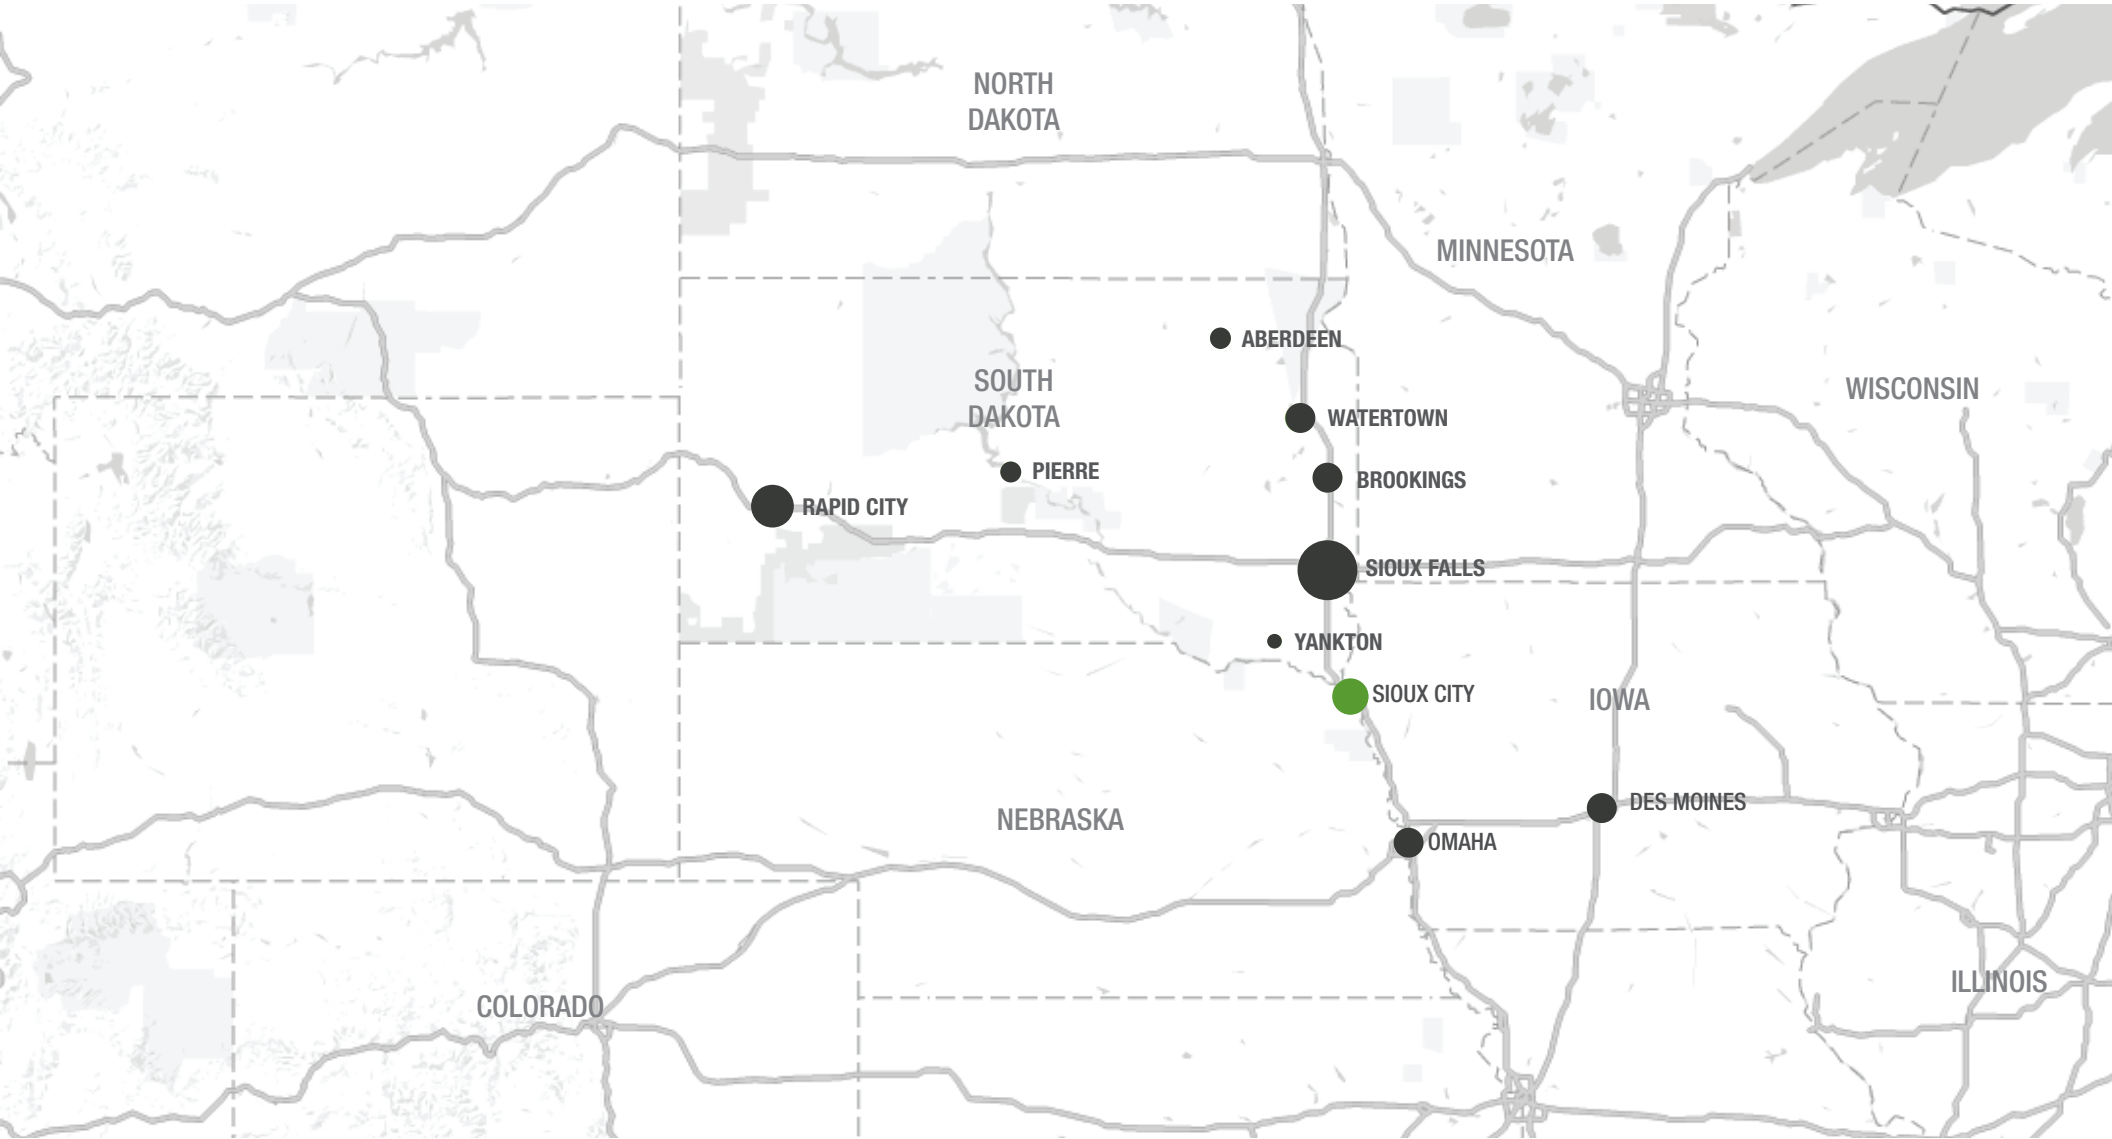 NORTH
DAKOTA
MINNESOTA
ABERDEEN
SOUTH
DAKOTA
WISCONSIN
WATERTOWN
PIERRE
BROOKINGS
RAPID CITY
SIOUX FALLS
YANKTON
SIOUX CITY
IOWA
DES MOINES
NEBRASKA
OMAHA
ILLINOIS
COLORADO